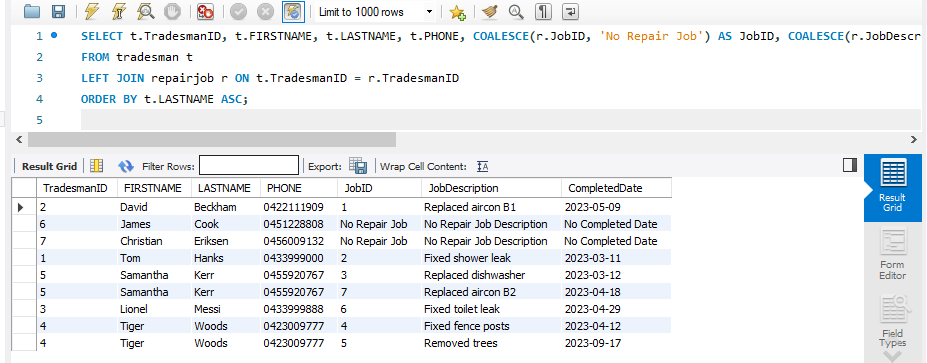 Limit to 1000 rows
1 SELECT t.TradesmanID, t.FIRSTNAME, t.LASTNAME, t.PHONE, COALESCE(r.JobID, 'No Repair Job') AS JobID, COALESCE(r.JobDescr
2 FROM tradesman t
3 LEFT JOIN repairjob r ON t.TradesmanID = r.TradesmanID
4 ORDER BY t.LASTNAME ASC;
5
Result Grid Filter Rows: Export: Wrap Cell Content:
TradesmanID FIRSTNAME LASTNAME PHONE JobID JobDescription CompletedDate
2 David Beckham 0422111909 1 Replaced aircon B1 2023-05-09
6 James Cook 0451228808 No Repair Job No Repair Job Description No Completed Date
7 Christian Eriksen 0456009132 No Repair Job No Repair Job Description No Completed Date
1 Tom Hanks 0433999000 2 Fixed shower leak 2023-03-11
5 Samantha Kerr 0455920767 3 Replaced dishwasher 2023-03-12
5 Samantha Kerr 0455920767 7 Replaced aircon B2 2023-04-18
3 Lionel Messi 0433999888 6 Fixed toilet leak 2023-04-29
4 Tiger Woods 0423009777 4 Fixed fence posts 2023-04-12
4 Tiger Woods 0423009777 5 Removed trees 2023-09-17
Result
Grid
Form
Editor
Field
Types